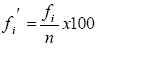 f_i' = f_i/n x100